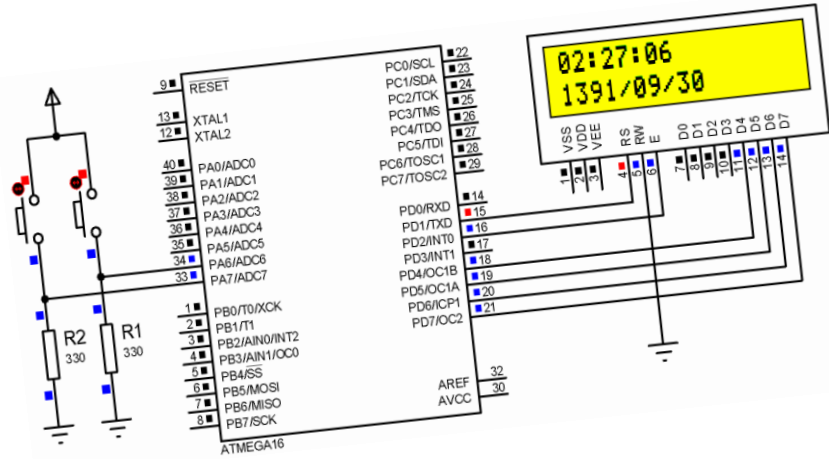 02:27:06
1391/09/30
VSS
VDD
VEE
RS
RW
E
D0
D1
D2
D3
D4
D5
D6
D7
1
2
3
4
5
6
7
8
9
10
11
12
13
14
9
RESET
13
XTAL1
12
XTAL2
40
PA0/ADC0
39
PA1/ADC1
38
PA2/ADC2
37
PA3/ADC3
36
PA4/ADC4
35
PA5/ADC5
34
PA6/ADC6
33
PA7/ADC7
1
PB0/T0/XCK
2
PB1/T1
3
PB2/AIN0/INT2
4
PB3/AIN1/OC0
5
PB4/SS
6
PB5/MOSI
7
PB6/MISO
8
PB7/SCK
PC0/SCL
22
PC1/SDA
23
PC2/TCK
24
PC3/TMS
25
PC4/TDO
26
PC5/TDI
27
PC6/TOSC1
28
PC7/TOSC2
29
PD0/RXD
14
PD1/TXD
15
PD2/INT0
16
PD3/INT1
17
PD4/OC1B
18
PD5/OC1A
19
PD6/ICP1
20
PD7/OC2
21
AREF
32
AVCC
30
ATMEGA16
R2
330
R1
330